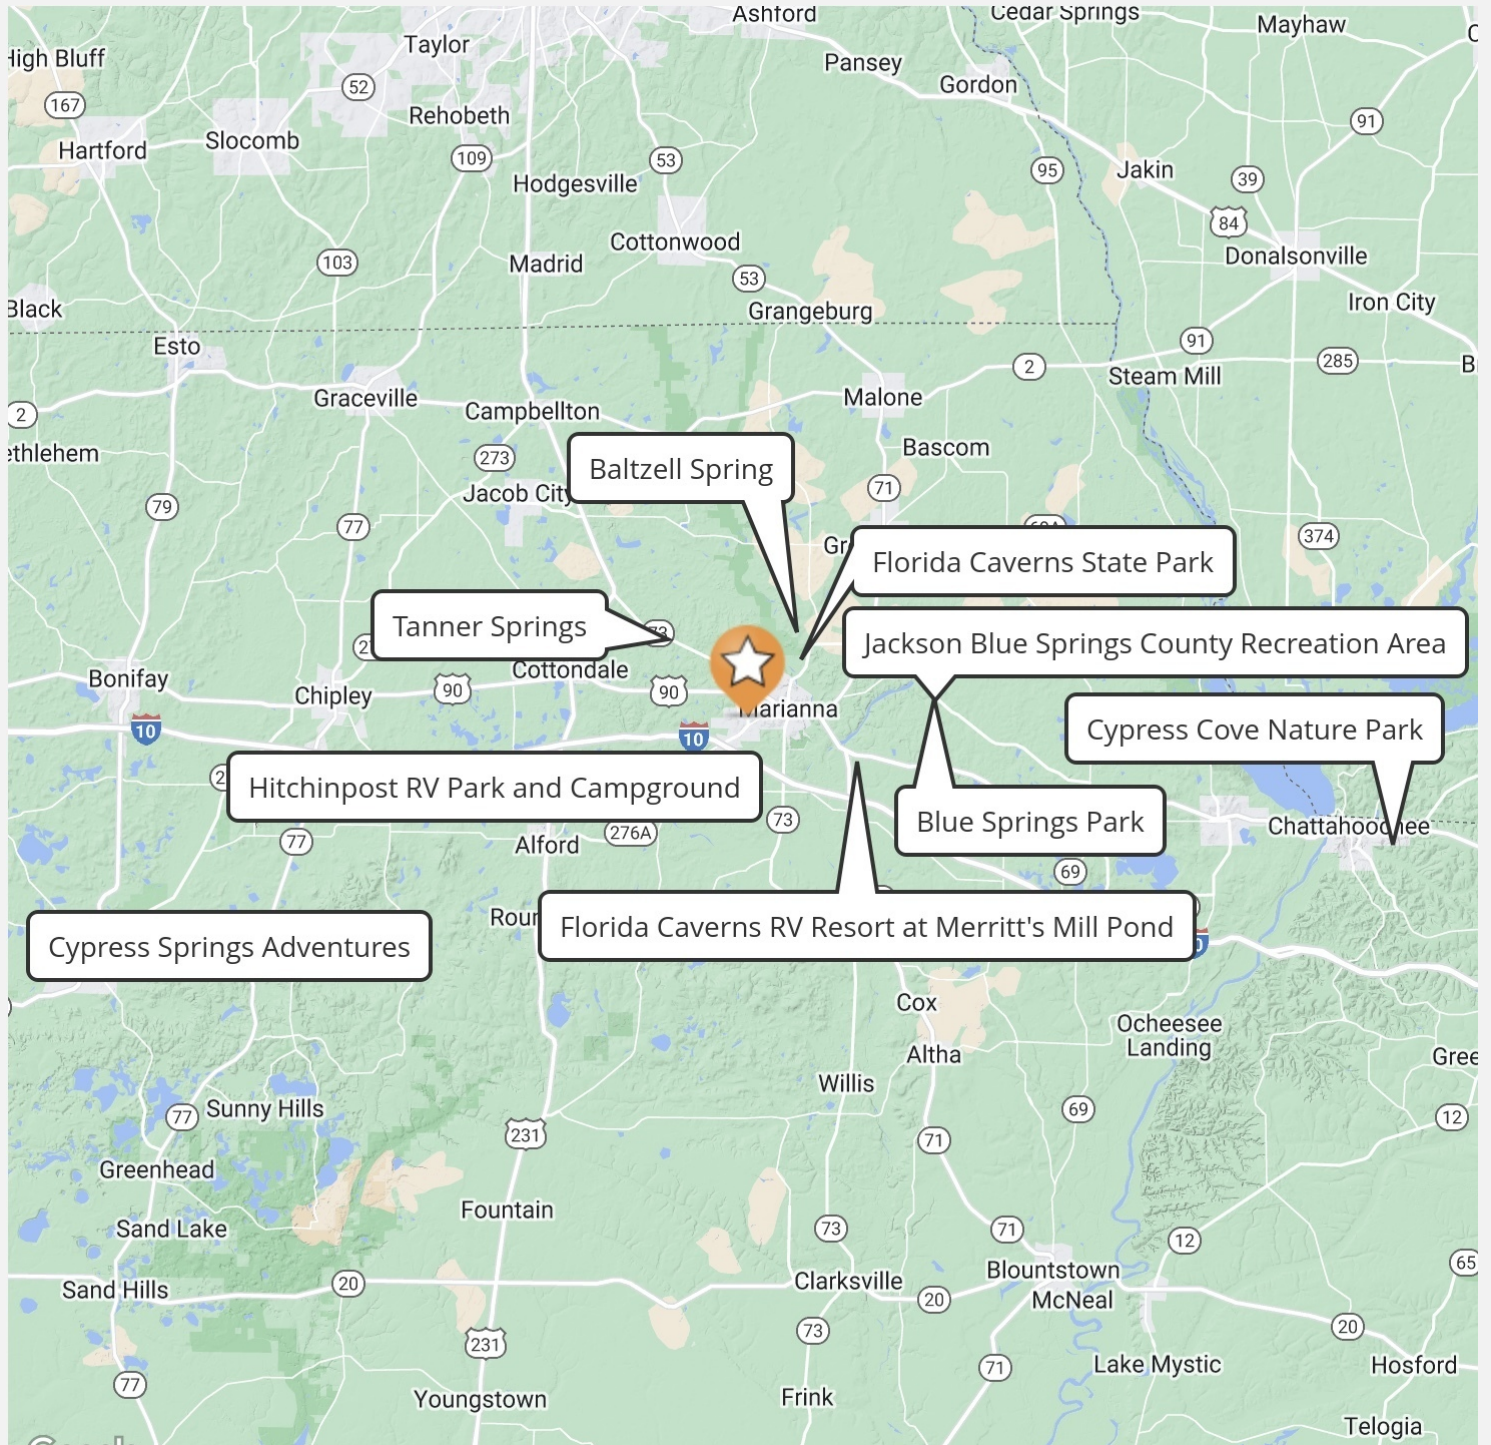 Ashford
Cedar Springs
Mayhaw
High Bluff
Taylor
Pansey
Gordon
167
52
Rehobeth
91
Hartford
Slocomb
109
53
95
Jakin
39
Hodgesville
84
Cottonwood
Donalsonville
103
Madrid
53
Iron City
Black
Grangeburg
Esto
91
285
2
Steam Mill
Graceville
Campbellton
Malone
2
ethlehem
273
Bascom
Baltzell Spring
Jacob City
71
79
77
374
Gr
Florida Caverns State Park
Tanner Springs
73
Jackson Blue Springs County Recreation Area
Cottondale
Bonifay
Chipley
90
90
Marianna
10
10
Cypress Cove Nature Park
Hitchinpost RV Park and Campground
2
73
Blue Springs Park
Chattahoochee
77
Alford
276A
69
Rour
Florida Caverns RV Resort at Merritt's Mill Pond
Cypress Springs Adventures
Cox
Ocheesee
Landing
Altha
Gree
Willis
77
Sunny Hills
69
12
231
71
Greenhead
Fountain
Sand Lake
73
71
12
65
Sand Hills
20
Clarksville
20
Blountstown
McNeal
73
20
231
71
Lake Mystic
Hosford
77
Youngstown
Frink
Telogia